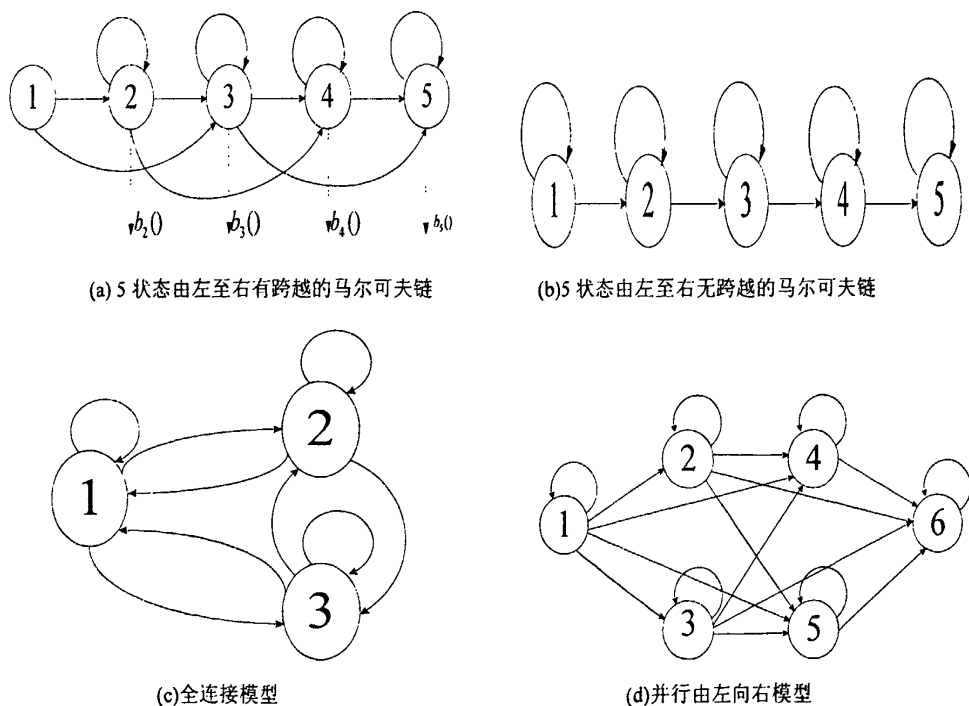 1 2 3 4 5
b₂() b₃() b₄() b₅()
(a) 5 状态由左至右有跨越的马尔可夫链
1 2 3 4 5
(b)5 状态由左至右无跨越的马尔可夫链
1
2
3
(c)全连接模型
1
2
4
6
3
5
(d)并行由左向右模型